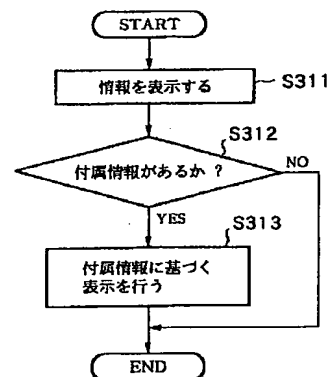 START
情報を表示する
S311
S312
付属情報があるか ?
NO
YES
S313
付属情報に基づく
表示を行う
END